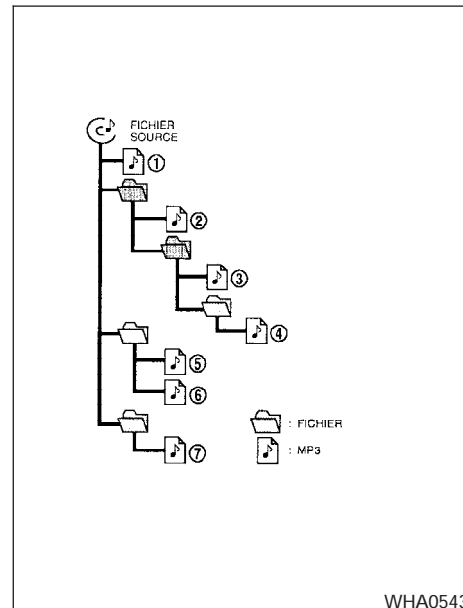 FICHIER
SOURCE
①
②
③
④
⑤
⑥
⑦
: FICHIER
: MP3
WHA0543